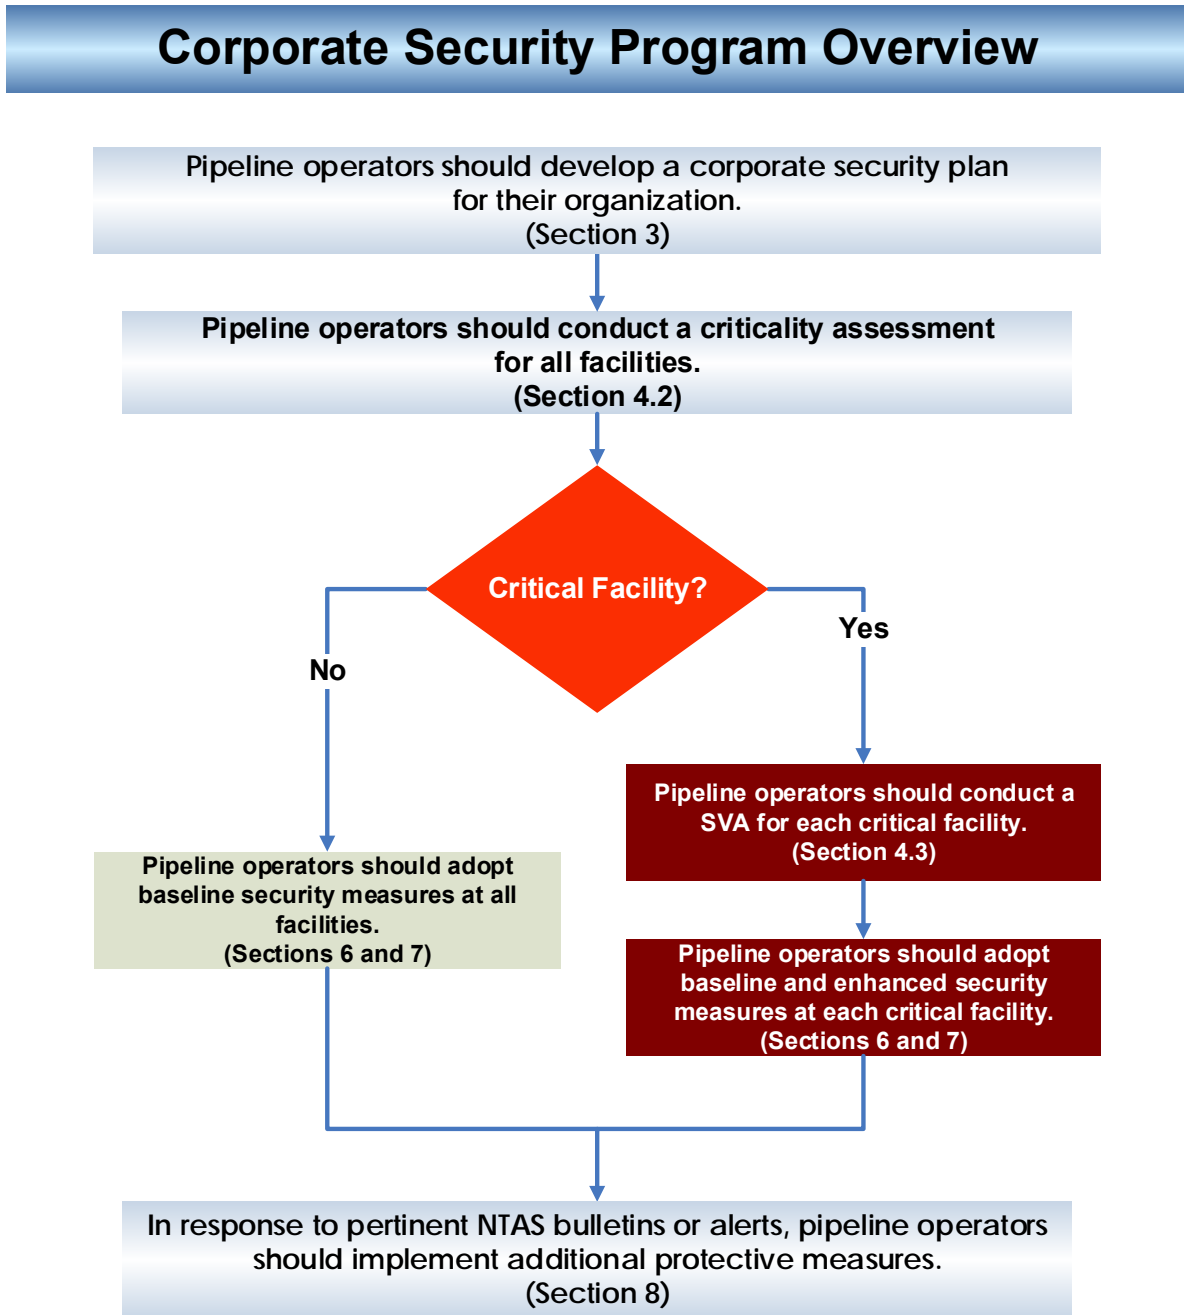 Corporate Security Program Overview
Pipeline operators should develop a corporate security plan
for their organization.
(Section 3)
Pipeline operators should conduct a criticality assessment
for all facilities.
(Section 4.2)
Critical Facility?
Yes
No
Pipeline operators should conduct a
SVA for each critical facility.
(Section 4.3)
Pipeline operators should adopt
baseline security measures at all
facilities.
(Sections 6 and 7)
Pipeline operators should adopt
baseline and enhanced security
measures at each critical facility.
(Sections 6 and 7)
In response to pertinent NTAS bulletins or alerts, pipeline operators
should implement additional protective measures.
(Section 8)